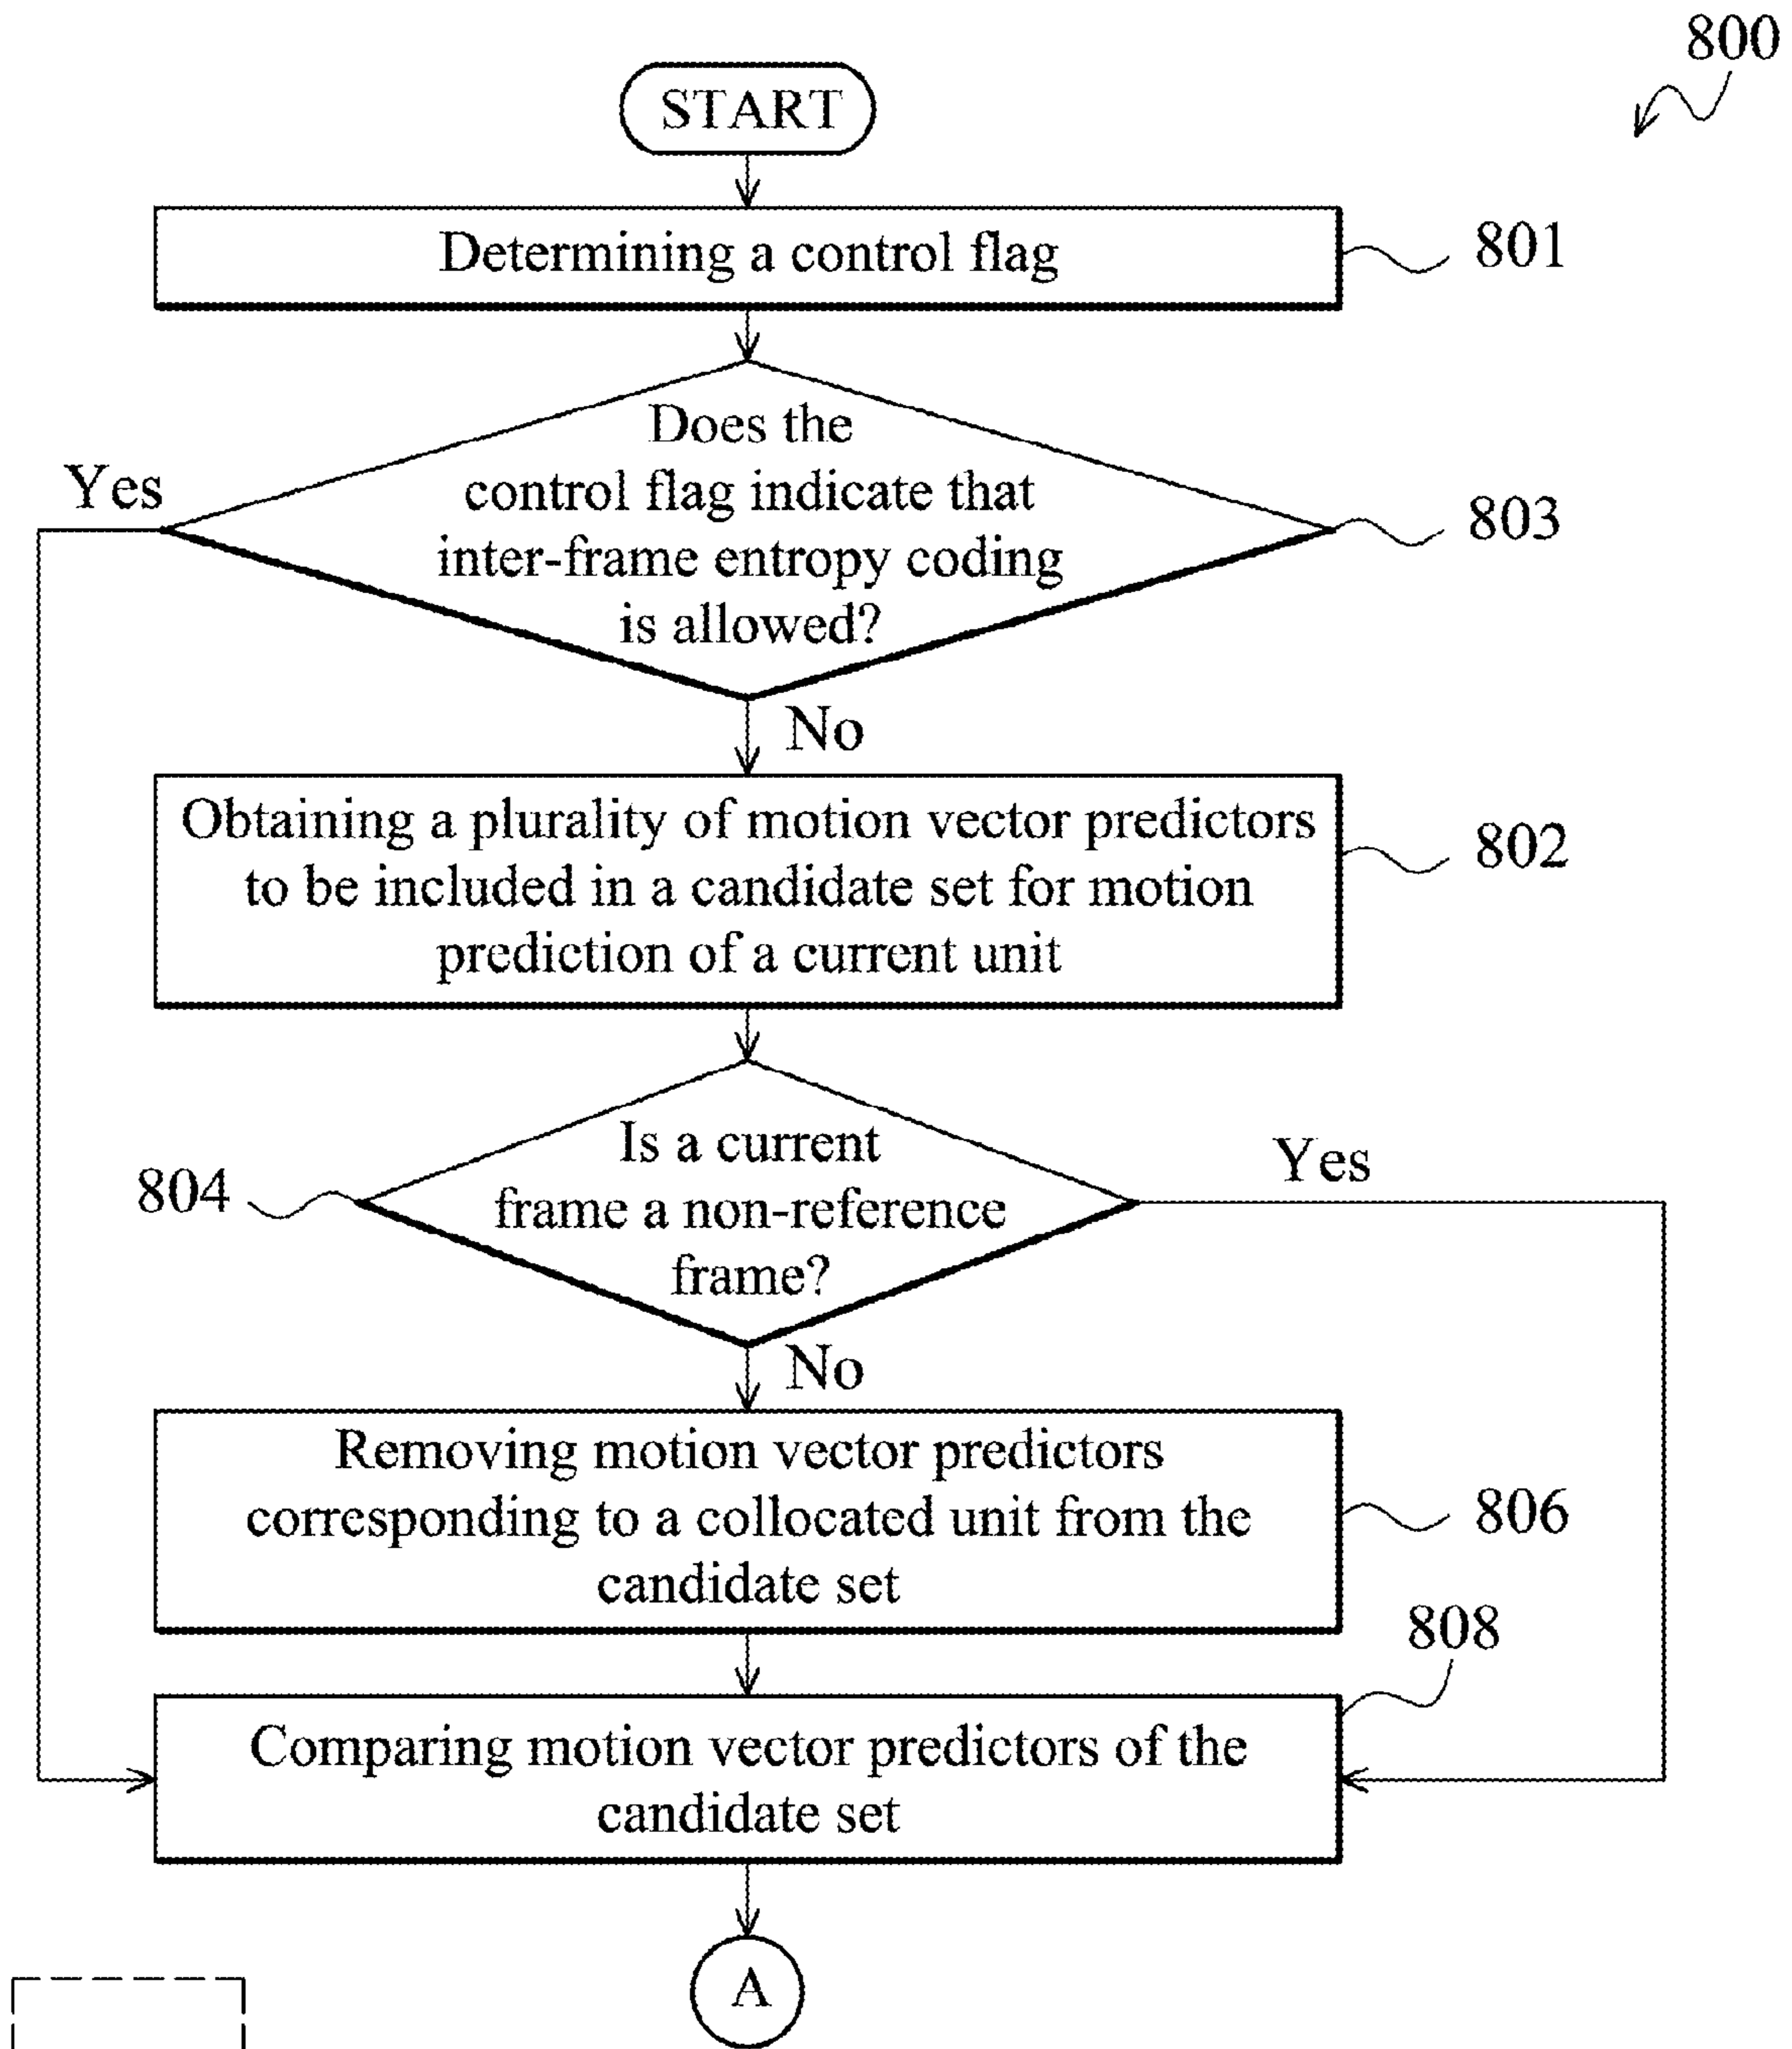 800
START
Determining a control flag
801
Does the
control flag indicate that
inter-frame entropy coding
is allowed?
Yes
803
No
Obtaining a plurality of motion vector predictors
to be included in a candidate set for motion
prediction of a current unit
802
Is a current
frame a non-reference
frame?
804
Yes
No
Removing motion vector predictors
corresponding to a collocated unit from the
candidate set
806
808
Comparing motion vector predictors of the
candidate set
A